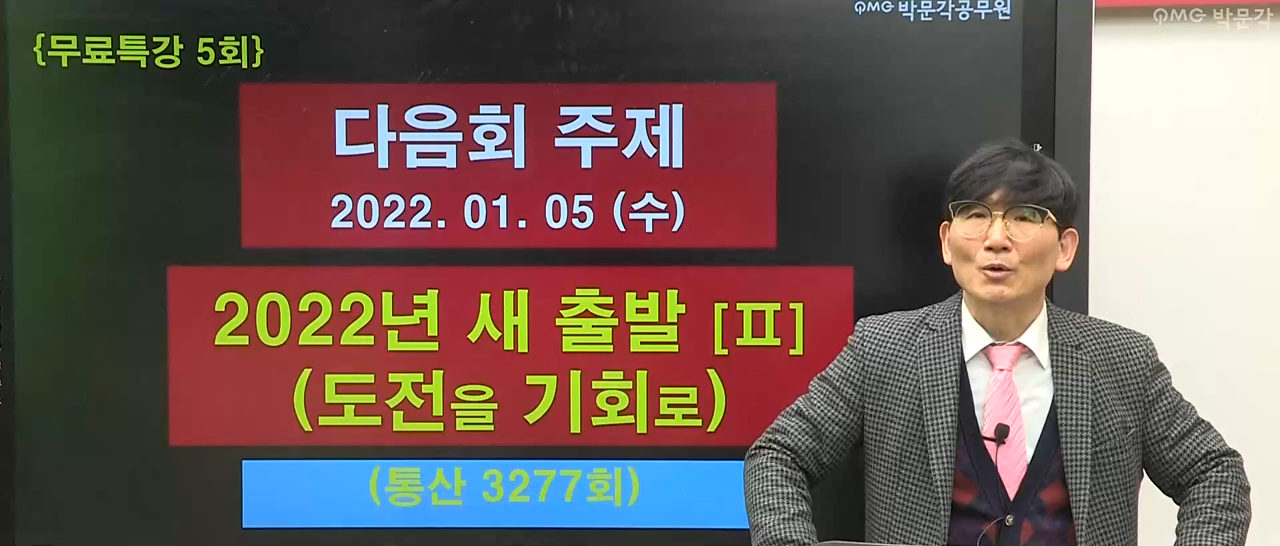 PMG 박문각공무원
PMG 박문각
{무료특강 5회}
다음회 주제
2022. 01. 05 (수)
2022년 새 출발 [Ⅱ]
(도전을 기회로)
(통산 3277회)